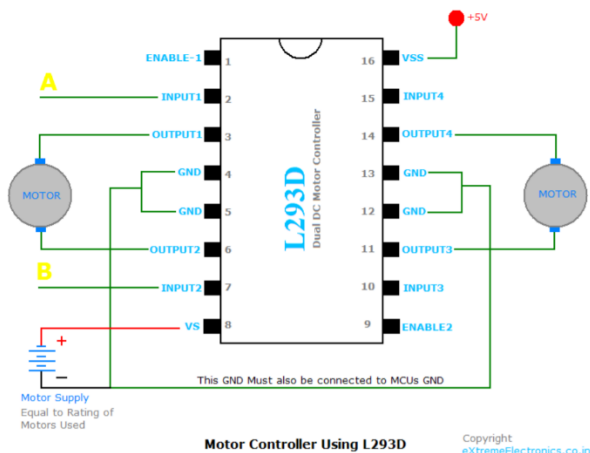 +5V
ENABLE-1
1
16
VSS
A
INPUT1
2
15
INPUT4
OUTPUT1
3
14
OUTPUT4
MOTOR
GND
4
13
GND
MOTOR
GND
5
12
GND
OUTPUT2
6
11
OUTPUT3
B
INPUT2
7
10
INPUT3
VS
8
9
ENABLE2
L293D
Dual DC Motor Controller
+
−
This GND Must also be connected to MCUs GND
Motor Supply
Equal to Rating of
Motors Used
Motor Controller Using L293D
Copyright
eXtremeElectronics.co.in